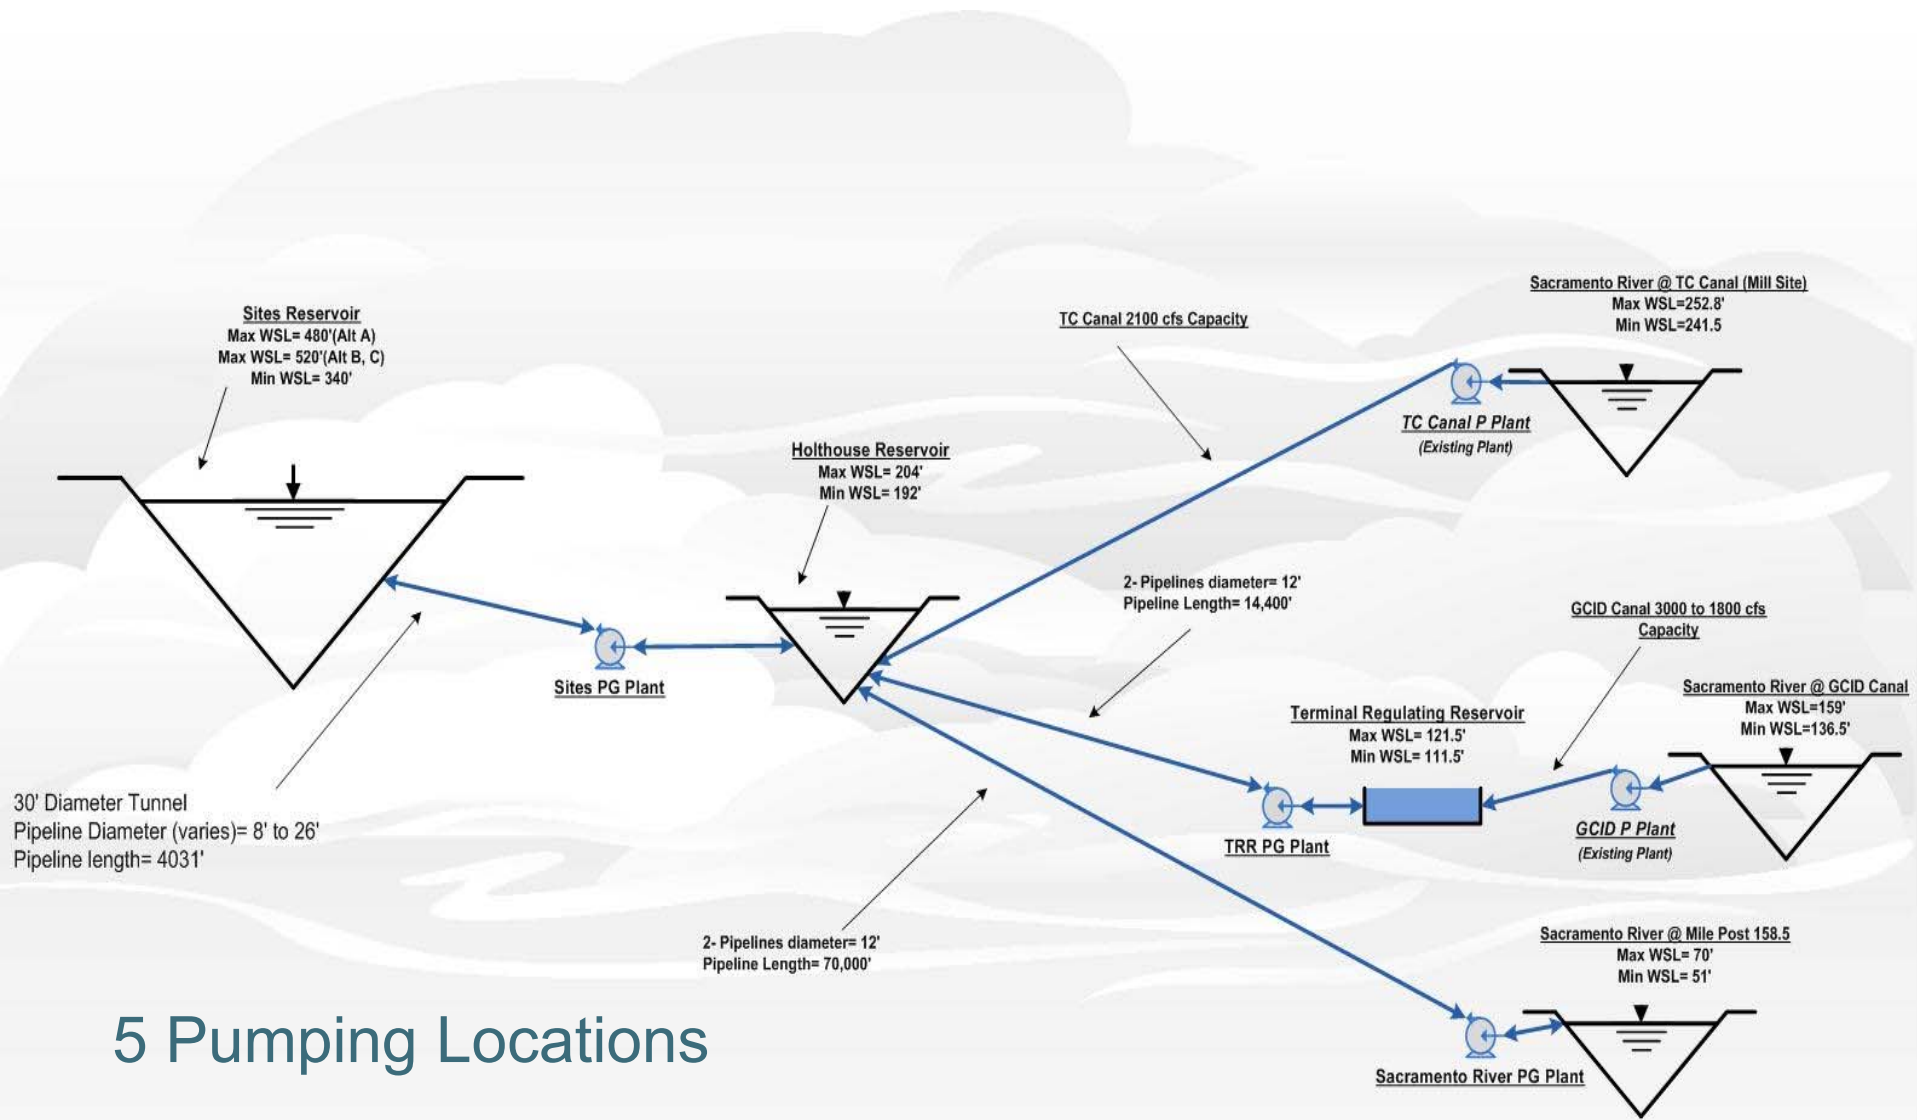 Sacramento River @ TC Canal (Mill Site)
Max WSL=252.8'
Min WSL=241.5
Sites Reservoir
Max WSL= 480'(Alt A)
Max WSL= 520'(Alt B, C)
Min WSL= 340'
TC Canal 2100 cfs Capacity
TC Canal P Plant
(Existing Plant)
Holthouse Reservoir
Max WSL= 204'
Min WSL= 192'
2- Pipelines diameter= 12'
Pipeline Length= 14,400'
GCID Canal 3000 to 1800 cfs
Capacity
Sites PG Plant
Sacramento River @ GCID Canal
Max WSL=159'
Min WSL=136.5'
Terminal Regulating Reservoir
Max WSL= 121.5'
Min WSL= 111.5'
30' Diameter Tunnel
Pipeline Diameter (varies)= 8' to 26'
Pipeline length= 4031'
TRR PG Plant
GCID P Plant
(Existing Plant)
2- Pipelines diameter= 12'
Pipeline Length= 70,000'
Sacramento River @ Mile Post 158.5
Max WSL= 70'
Min WSL= 51'
5 Pumping Locations
Sacramento River PG Plant